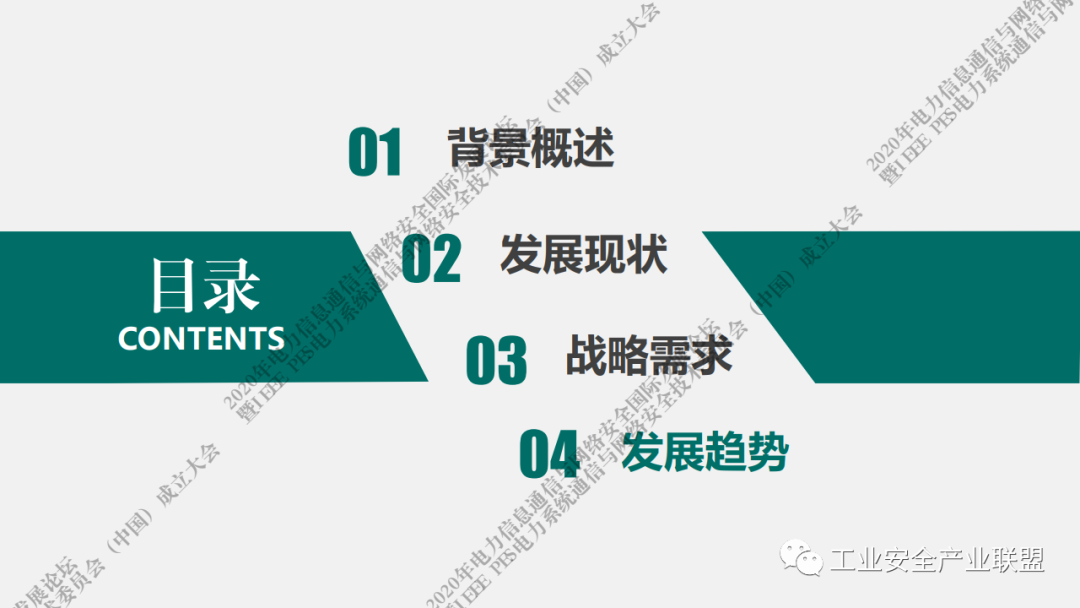 目录
CONTENTS
01 背景概述
02 发展现状
03 战略需求
04 发展趋势
2020年电力信息通信与网络安全国际发展论坛
暨IEEE PES电力系统通信与网络安全技术委员会（中国）成立大会
2020年电力信息通信与网络
暨IEEE PES电力系统通信与网
2020年电力信息通信与网络安全国际发展论坛
暨IEEE PES电力系统通信与网络安全技术委员会（中国）成立大会
发展论坛
术委员会（中国）成立大会
工业安全产业联盟